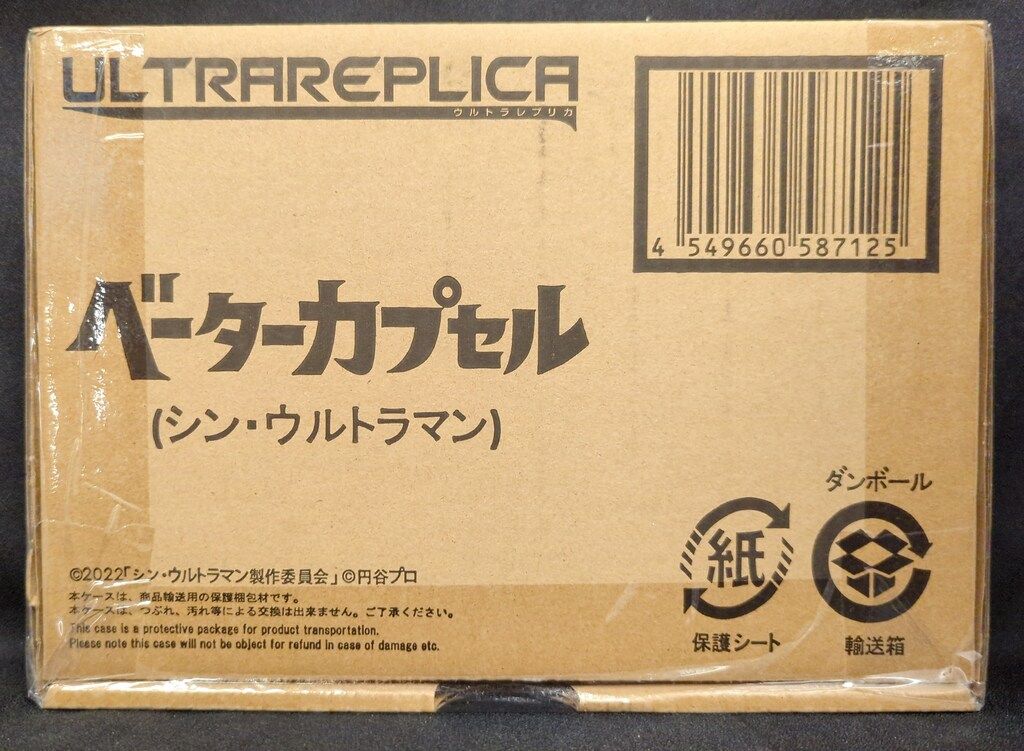 ULTRAREPLICA
ウルトラレプリカ
4 549660 587125
ベーターカプセル
(シン・ウルトラマン)
ダンボール
紙
保護シート
輸送箱
©2022「シン・ウルトラマン製作委員会」©円谷プロ
本ケースは、商品輸送用の保護梱包材です。
本ケースは、つぶれ、汚れ等による交換は出来ません。ご了承ください。
This case is a protective package for product transportation.
Please note this case will not be object for refund in case of damage etc.